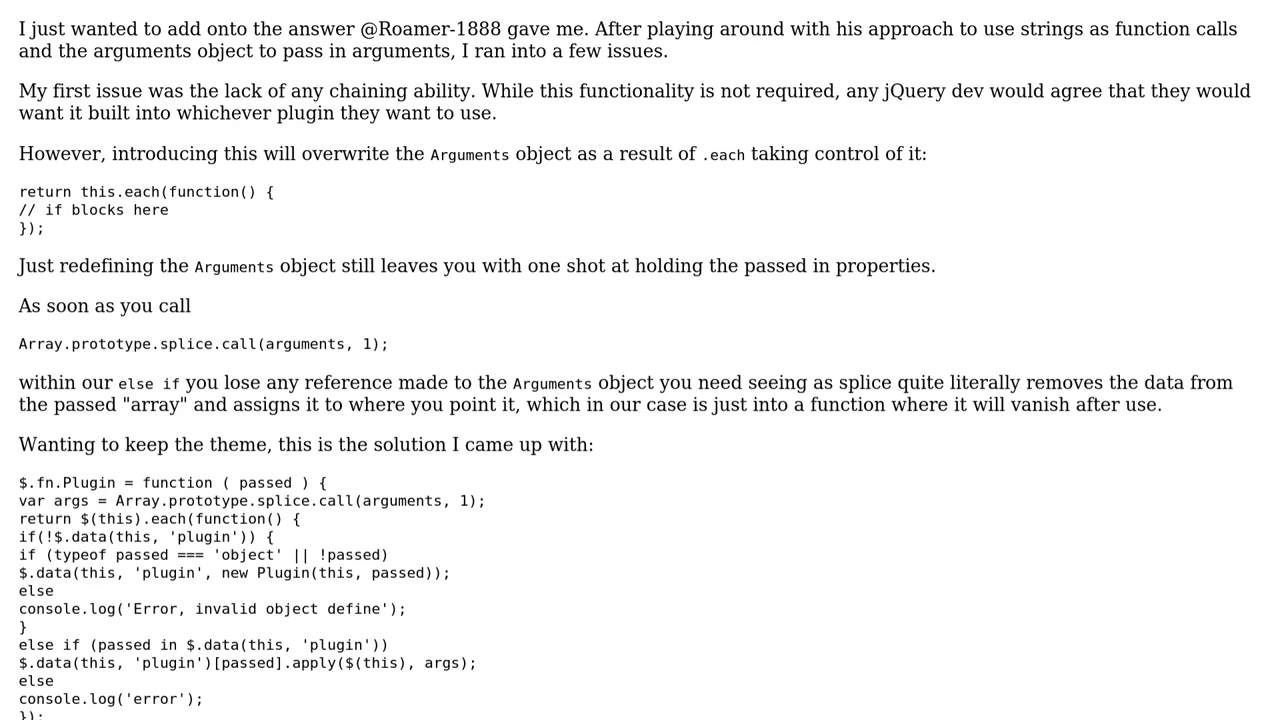 I just wanted to add onto the answer @Roamer-1888 gave me. After playing around with his approach to use strings as function calls
and the arguments object to pass in arguments, I ran into a few issues.
My first issue was the lack of any chaining ability. While this functionality is not required, any jQuery dev would agree that they would
want it built into whichever plugin they want to use.
However, introducing this will overwrite the Arguments object as a result of .each taking control of it:
return this.each(function() {
// if blocks here
});
Just redefining the Arguments object still leaves you with one shot at holding the passed in properties.
As soon as you call
Array.prototype.splice.call(arguments, 1);
within our else if you lose any reference made to the Arguments object you need seeing as splice quite literally removes the data from
the passed "array" and assigns it to where you point it, which in our case is just into a function where it will vanish after use.
Wanting to keep the theme, this is the solution I came up with:
$.fn.Plugin = function ( passed ) {
var args = Array.prototype.splice.call(arguments, 1);
return $(this).each(function() {
if(!$.data(this, 'plugin')) {
if (typeof passed === 'object' || !passed)
$.data(this, 'plugin', new Plugin(this, passed));
else
console.log('Error, invalid object define');
}
else if (passed in $.data(this, 'plugin'))
$.data(this, 'plugin')[passed].apply($(this), args);
else
console.log('error');
});